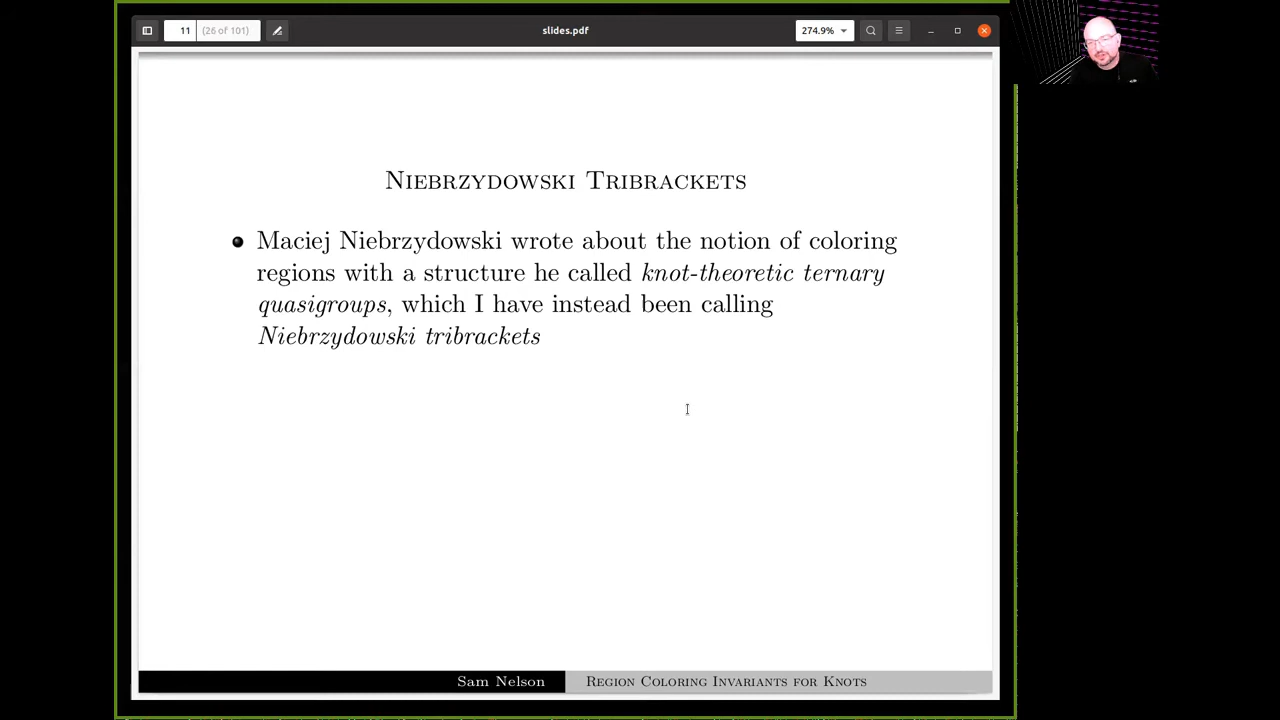 11 (26 of 101) slides.pdf 274.9%
Niebrzydowski Tribrackets
Maciej Niebrzydowski wrote about the notion of coloring
regions with a structure he called knot-theoretic ternary
quasigroups, which I have instead been calling
Niebrzydowski tribrackets
Sam Nelson Region Coloring Invariants for Knots